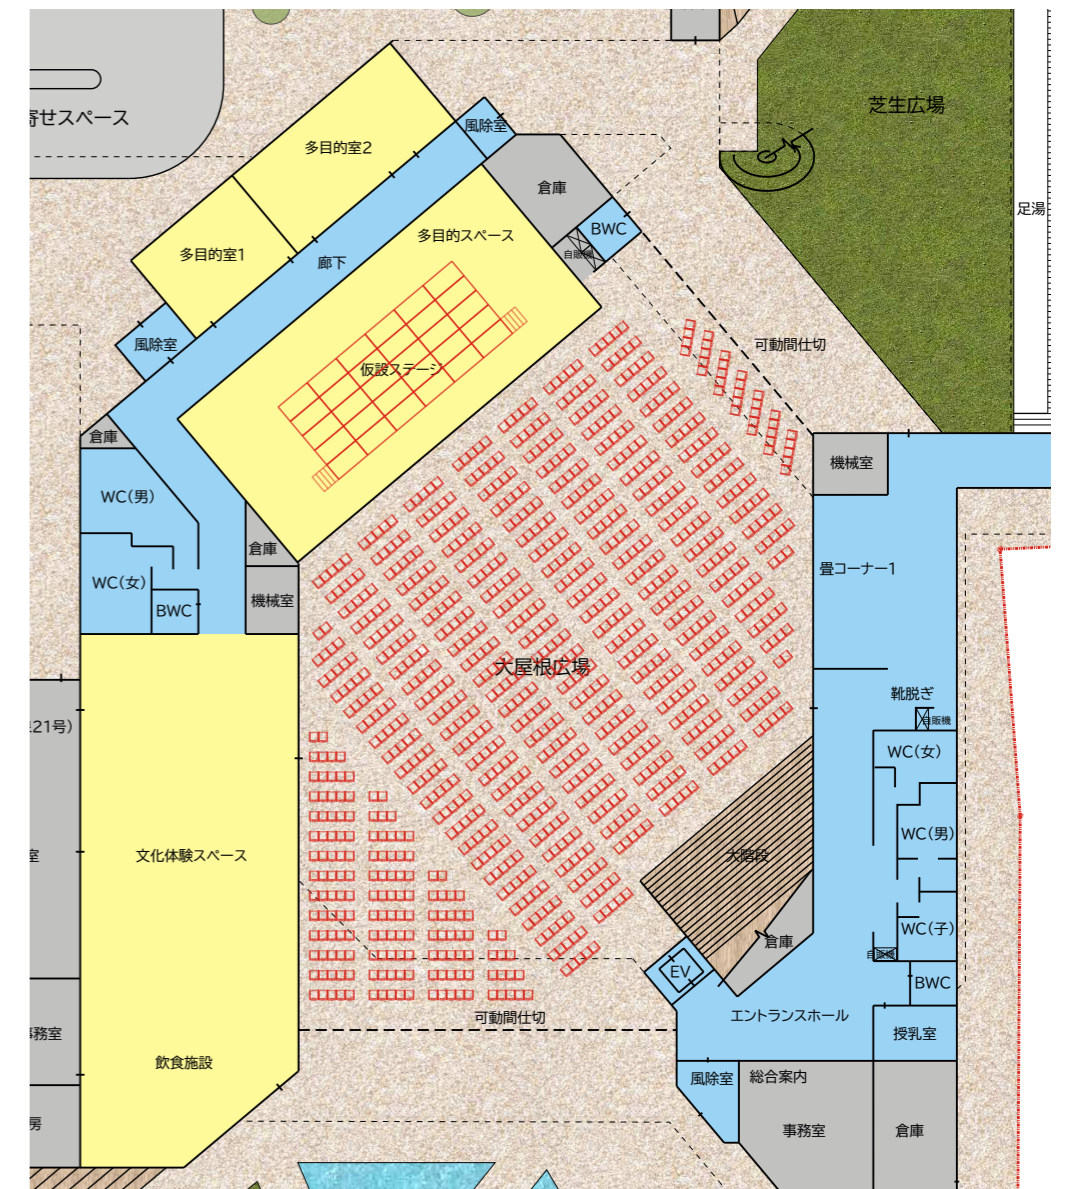 寄せスペース
芝生広場
風除室
多目的室2
倉庫
足湯
BWC
多目的スペース
多目的室1
自販機
廊下
風除室
可動間仕切
仮設ステージ
倉庫
機械室
WC(男)
倉庫
畳コーナー1
WC(女)
機械室
BWC
大屋根広場
靴脱ぎ
自販機
21号)
WC(女)
WC(男)
室
文化体験スペース
大階段
WC(子)
倉庫
自販機
EV
BWC
エントランスホール
可動間仕切
事務室
授乳室
飲食施設
風除室
総合案内
房
事務室
倉庫